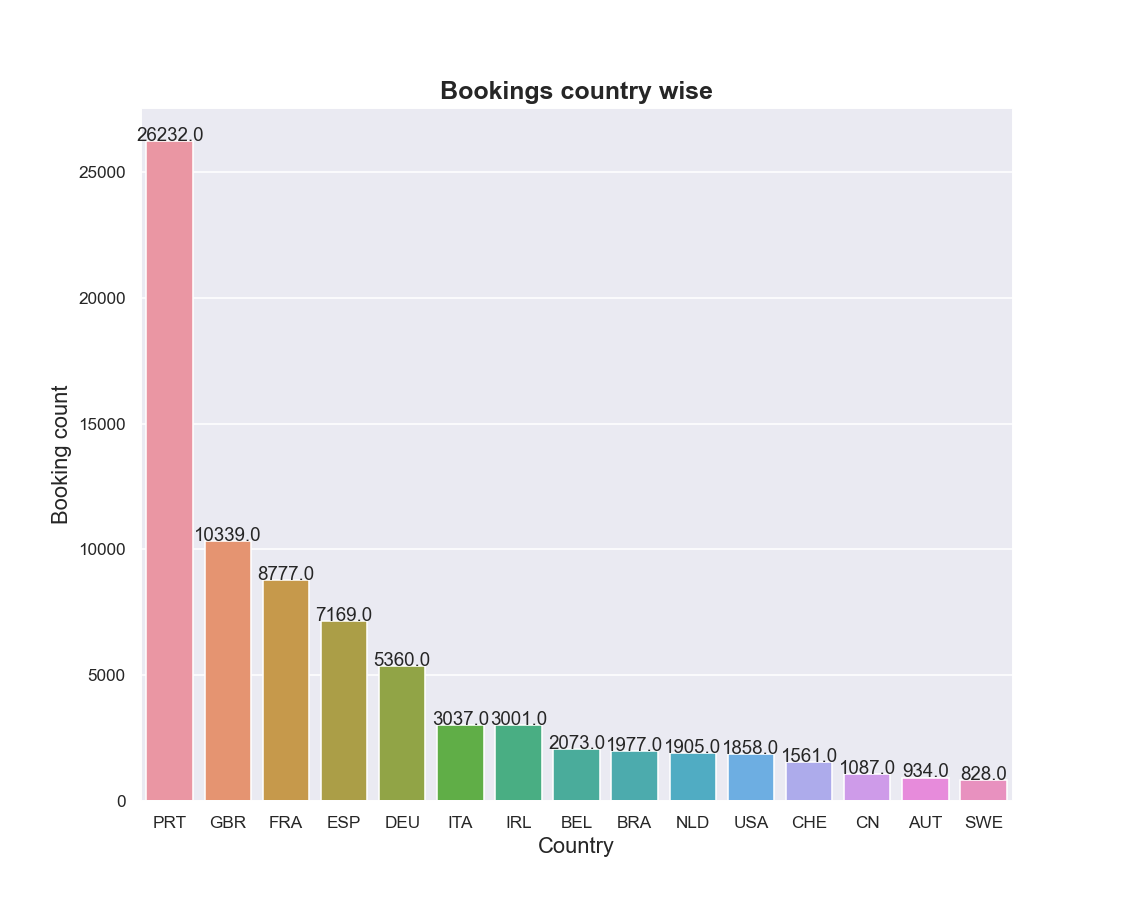 Bookings country wise
26232.0
25000
20000
15000
Booking count
10339.0
10000
8777.0
7169.0
5360.0
5000
3037.0 3001.0
2073.0 1977.0 1905.0 1858.0 1561.0 1087.0 934.0 828.0
0
PRT GBR FRA ESP DEU ITA IRL BEL BRA NLD USA CHE CN AUT SWE
Country